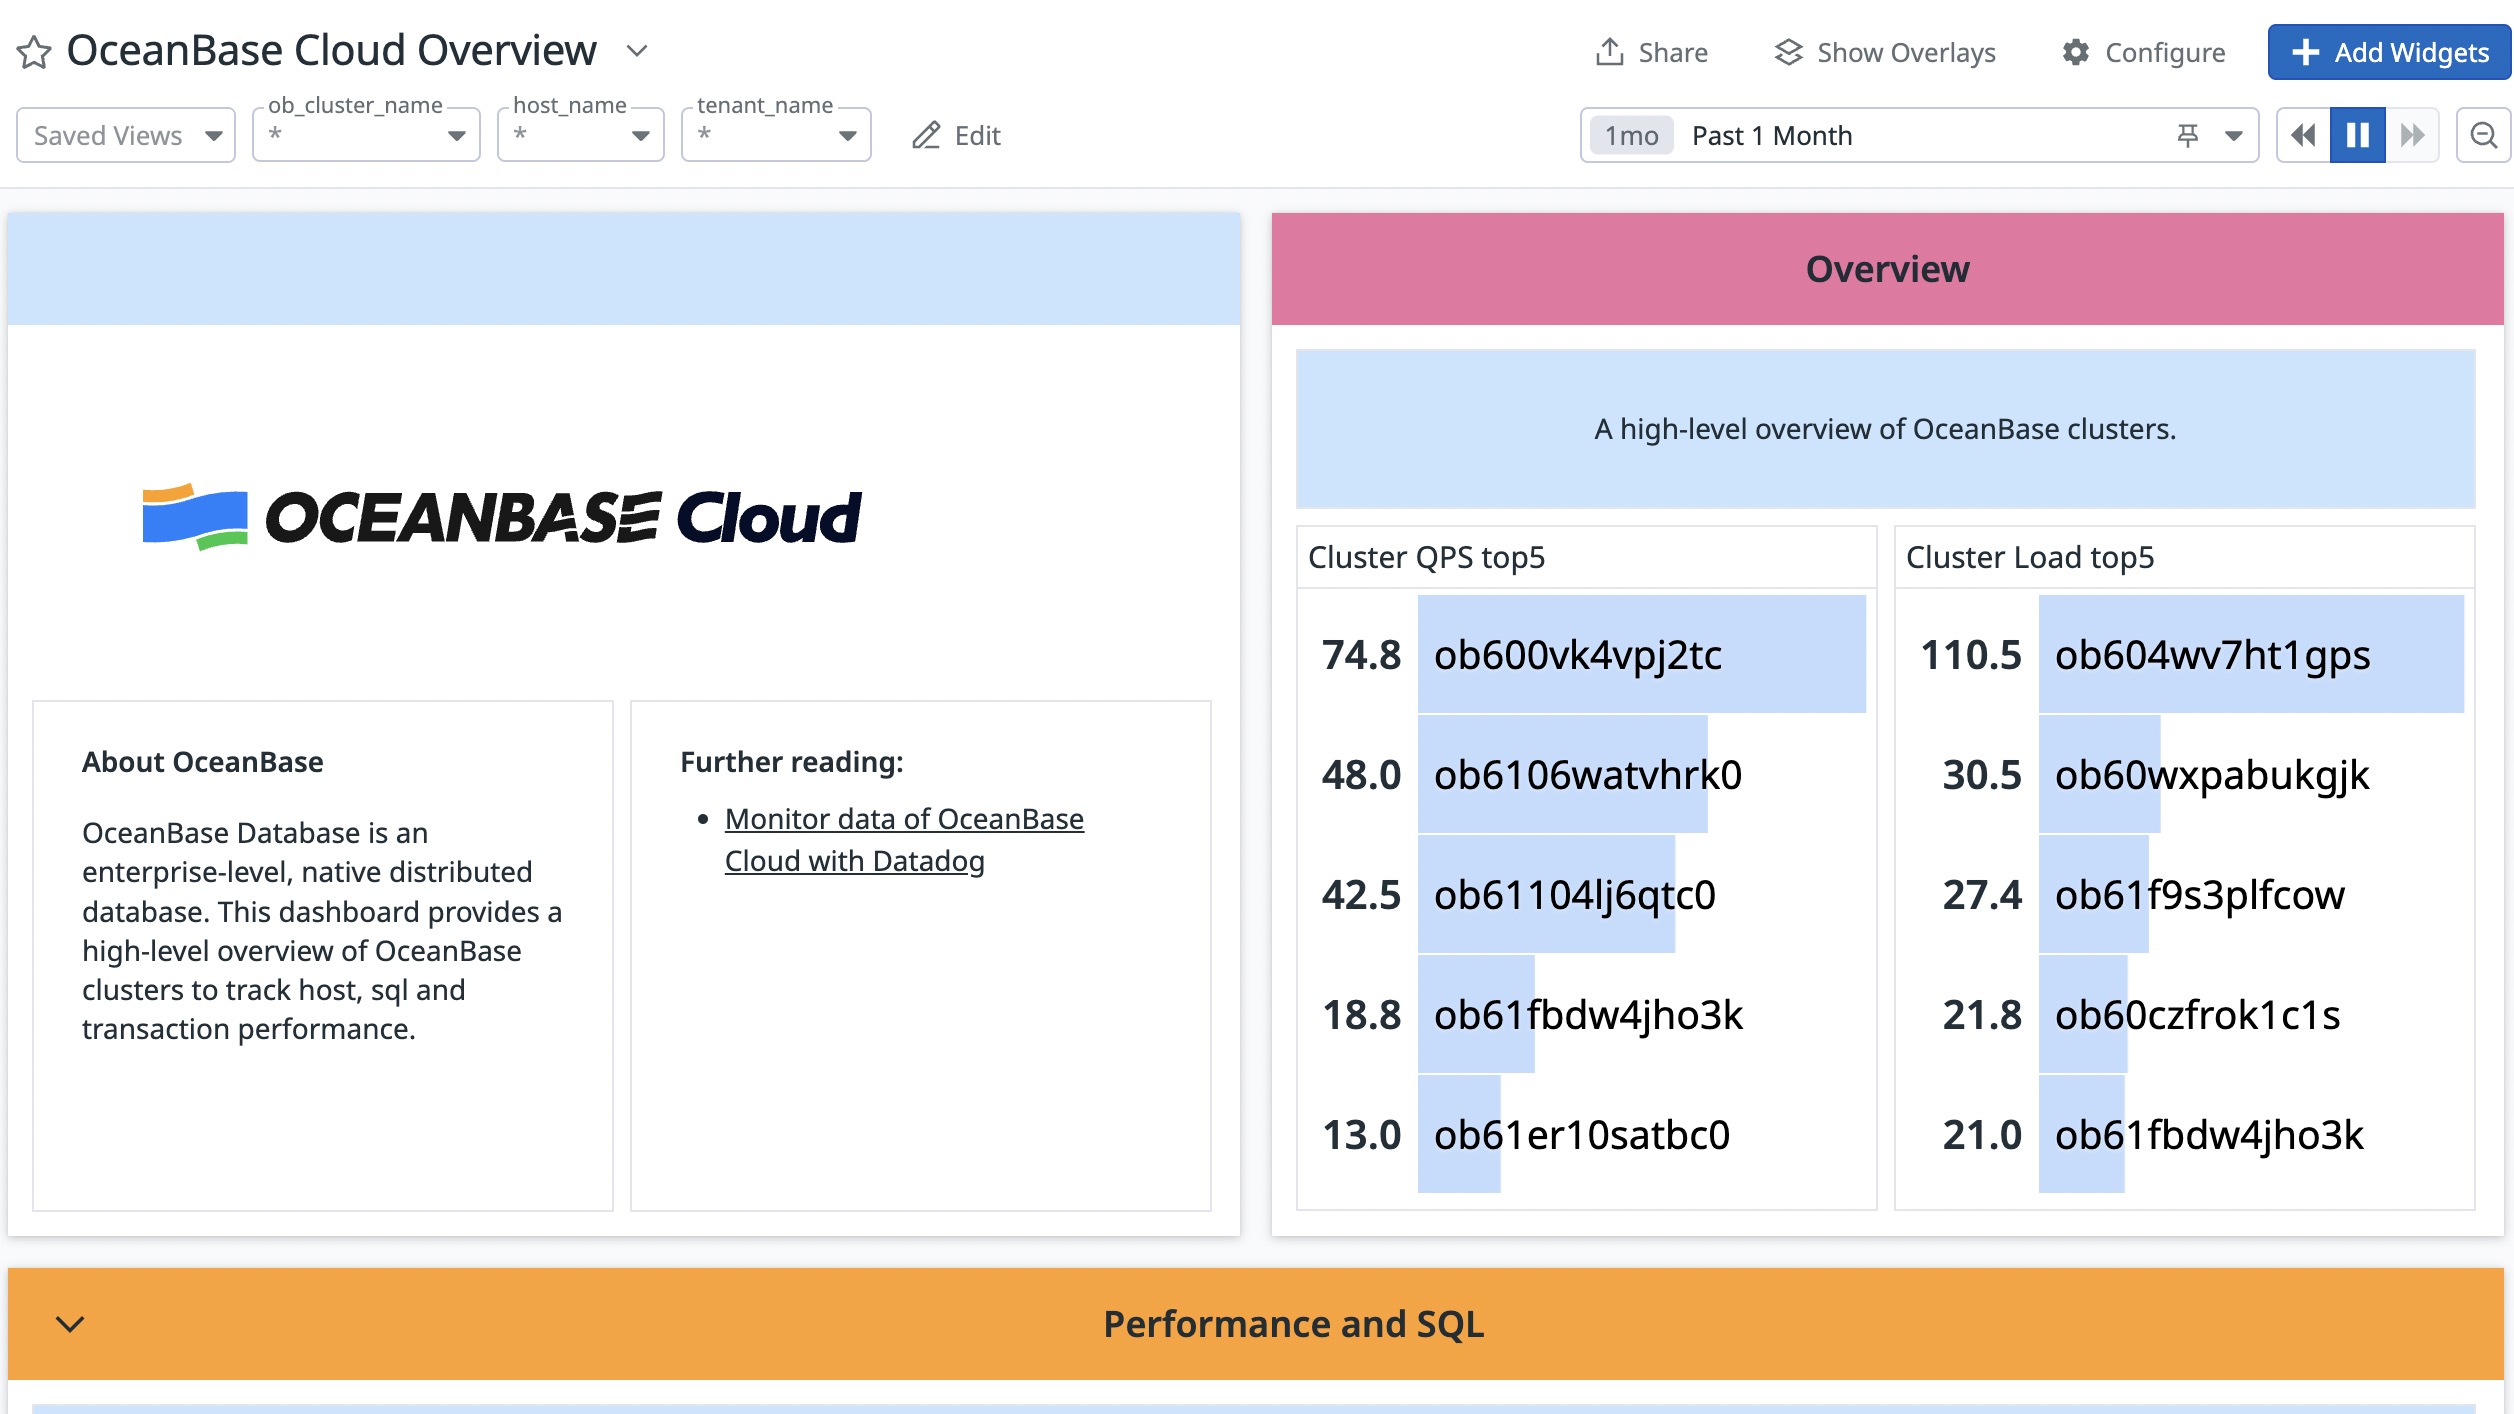 OceanBase Cloud Overview
Share
Show Overlays
Configure
Add Widgets
Saved Views
ob_cluster_name
*
host_name
*
tenant_name
*
Edit
1mo Past 1 Month
OCEANBASE Cloud
About OceanBase
OceanBase Database is an
enterprise-level, native distributed
database. This dashboard provides a
high-level overview of OceanBase
clusters to track host, sql and
transaction performance.
Further reading:
• Monitor data of OceanBase
Cloud with Datadog
Overview
A high-level overview of OceanBase clusters.
Cluster QPS top5
74.8 ob600vk4vpj2tc
48.0 ob6106watvhrk0
42.5 ob61104lj6qtc0
18.8 ob61fbdw4jho3k
13.0 ob61er10satbc0
Cluster Load top5
110.5 ob604wv7ht1gps
30.5 ob60wxpabukgjk
27.4 ob61f9s3plfcow
21.8 ob60czfrok1c1s
21.0 ob61fbdw4jho3k
Performance and SQL